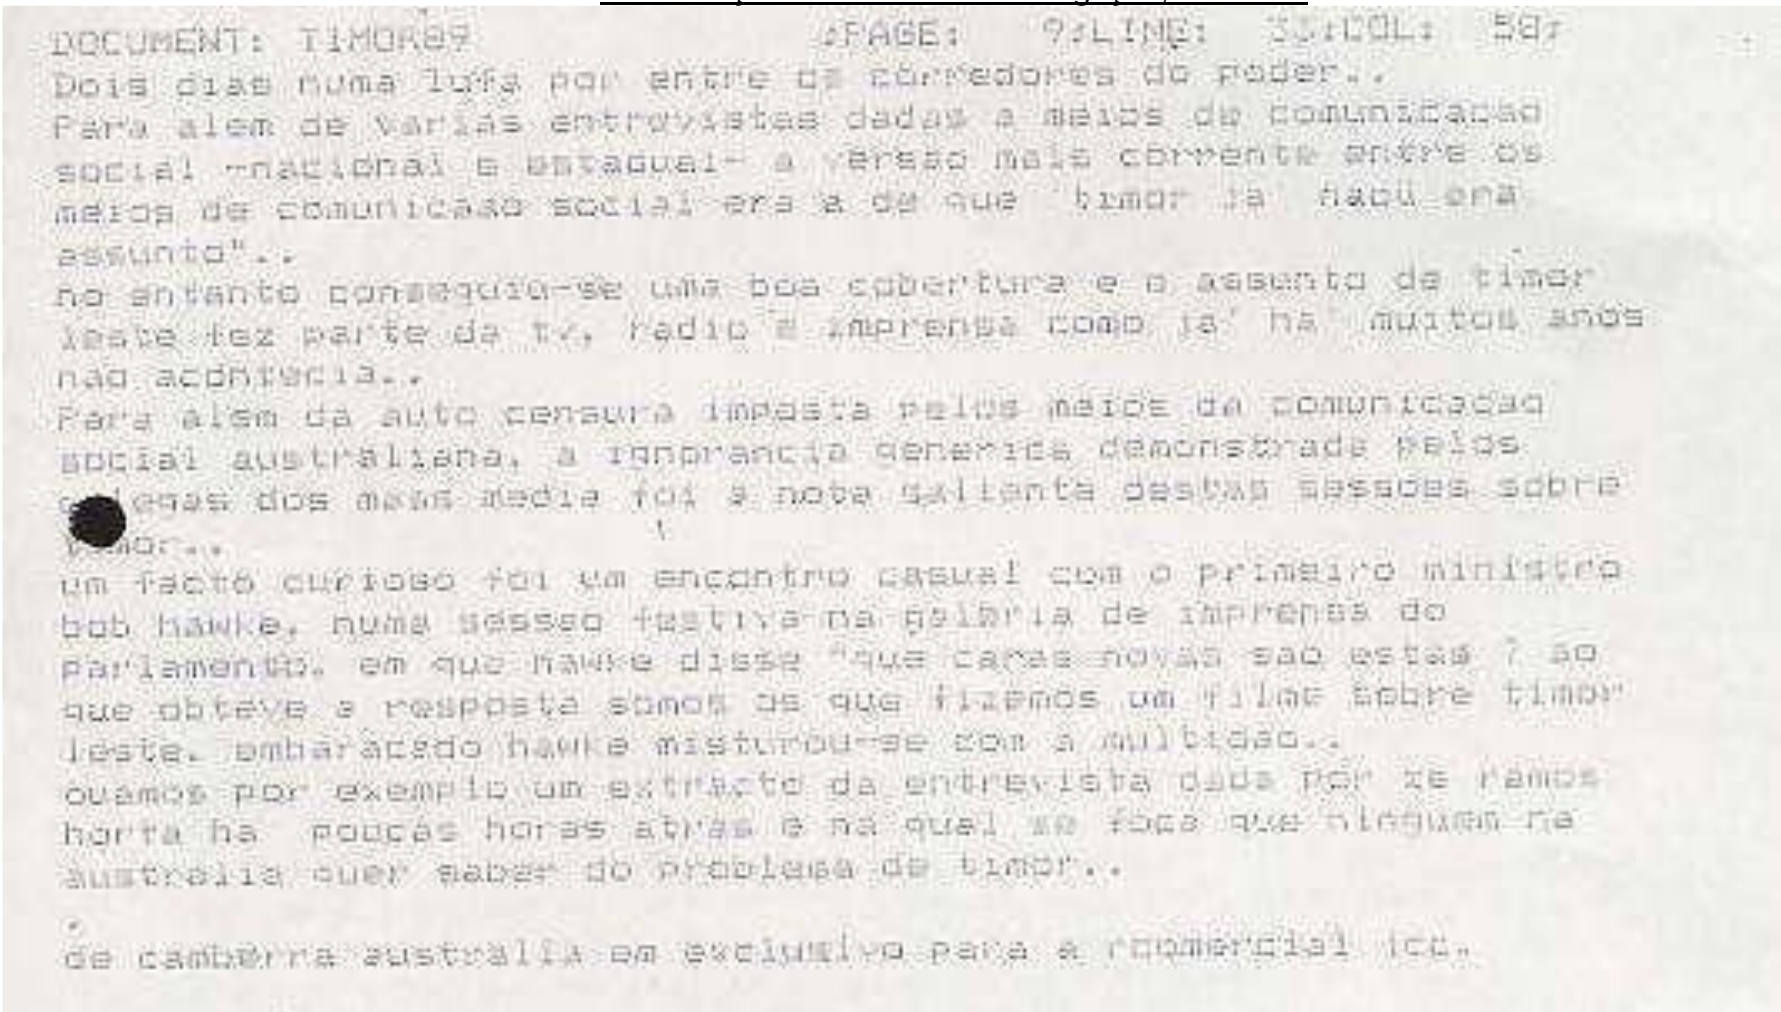 DOCUMENT: TIMOR89 ;PAGE: 9;LINE: 33;COL: 58;
Dois dias numa lufa por entre os corredores do poder..
Para alem de varias entrevistas dadas a meios de comunicacao
social -nacional e estadual- a versao mais corrente entre os
meios de comunicaao social era a de que timor ja' naou era
assunto"..
no entanto conseguiu-se uma boa cobertura e o assunto de timor
leste fez parte da tv, radio e imprensa como ja' ha' muitos anos
nao acontecia..
Para alem da auto censura imposta pelos meios de comunicacao
social australiana, a ignorancia generica demonstrada pelos
dos mass media foi a nota saliente destas sessoes sobre
timor..
um facto curioso foi um encontro casual com o primeiro ministro
bob hawke, numa sessao festiva na galeria de imprensa do
parlamento, em que hawke disse "que caras novas sao estas ? ao
que obteve a resposta somos os que fizemos um filme sobre timor
leste. embaracado hawke misturou-se com a multidao..
ouamos por exemplo um extracto da entrevista dada por ze ramos
horta ha poucas horas atras e na qual se foca que ninguem na
australia quer saber do problema de timor..
.
de camberra australia em exclusivo para a rcomercial jcc.